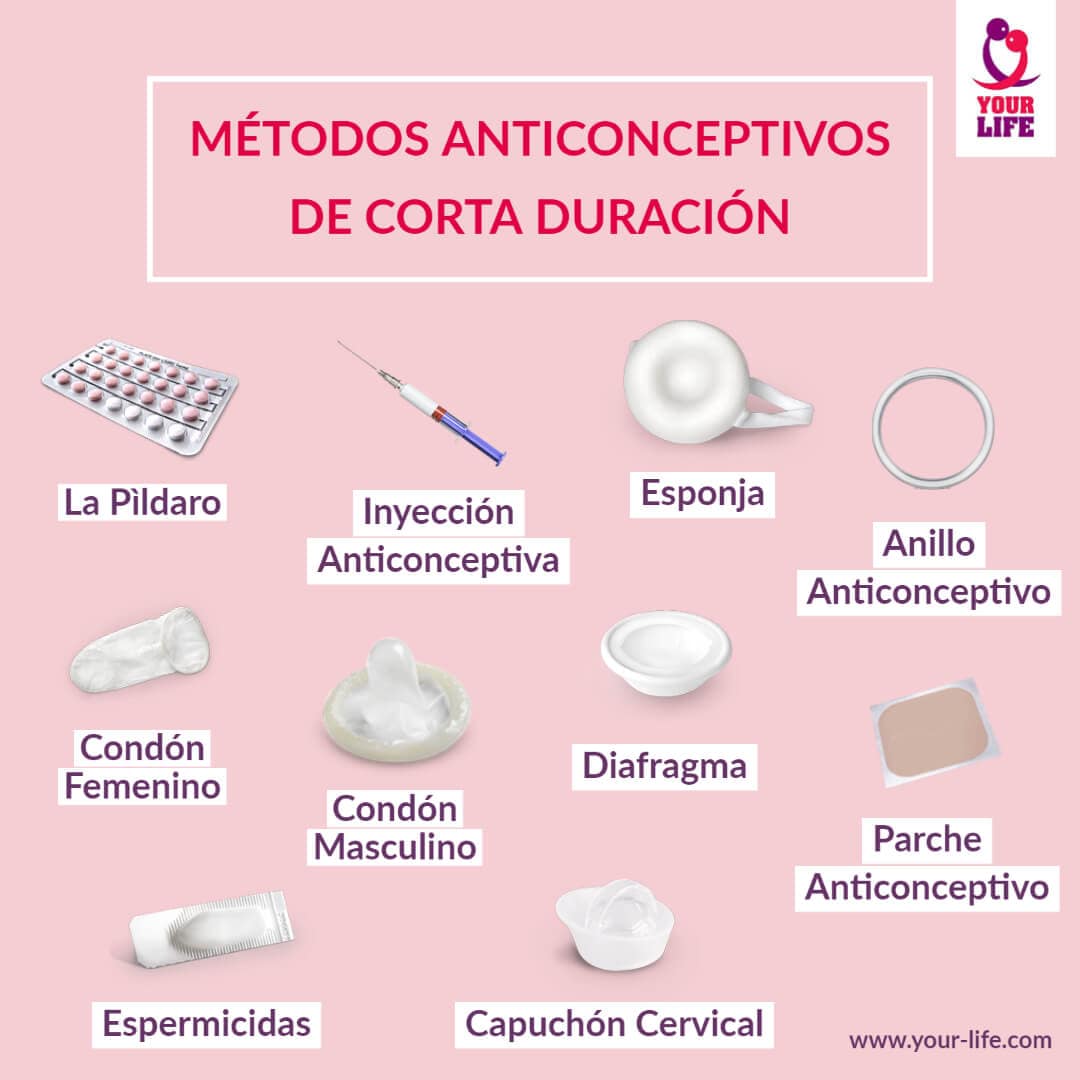 YOUR
LIFE
MÉTODOS ANTICONCEPTIVOS
DE CORTA DURACIÓN
La Pìldaro
Inyección
Anticonceptiva
Esponja
Anillo
Anticonceptivo
Condón
Femenino
Condón
Masculino
Diafragma
Parche
Anticonceptivo
Espermicidas
Capuchón Cervical
www.your-life.com